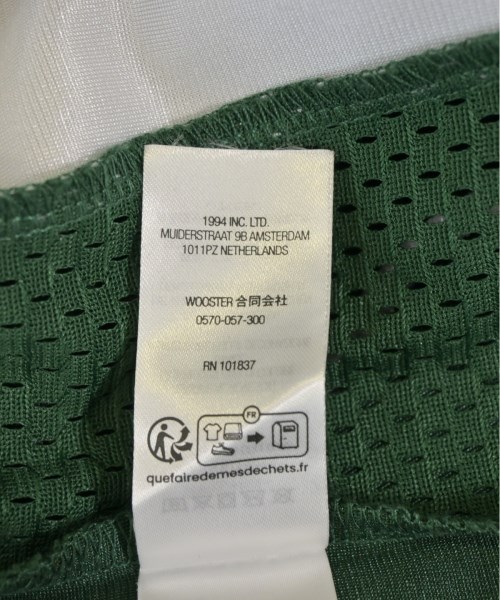 1994 INC. LTD.
MUIDERSTRAAT 9B AMSTERDAM
1011PZ NETHERLANDS
WOOSTER 合同会社
0570-057-300
RN 101837
FR
quefairedemesdechets.fr